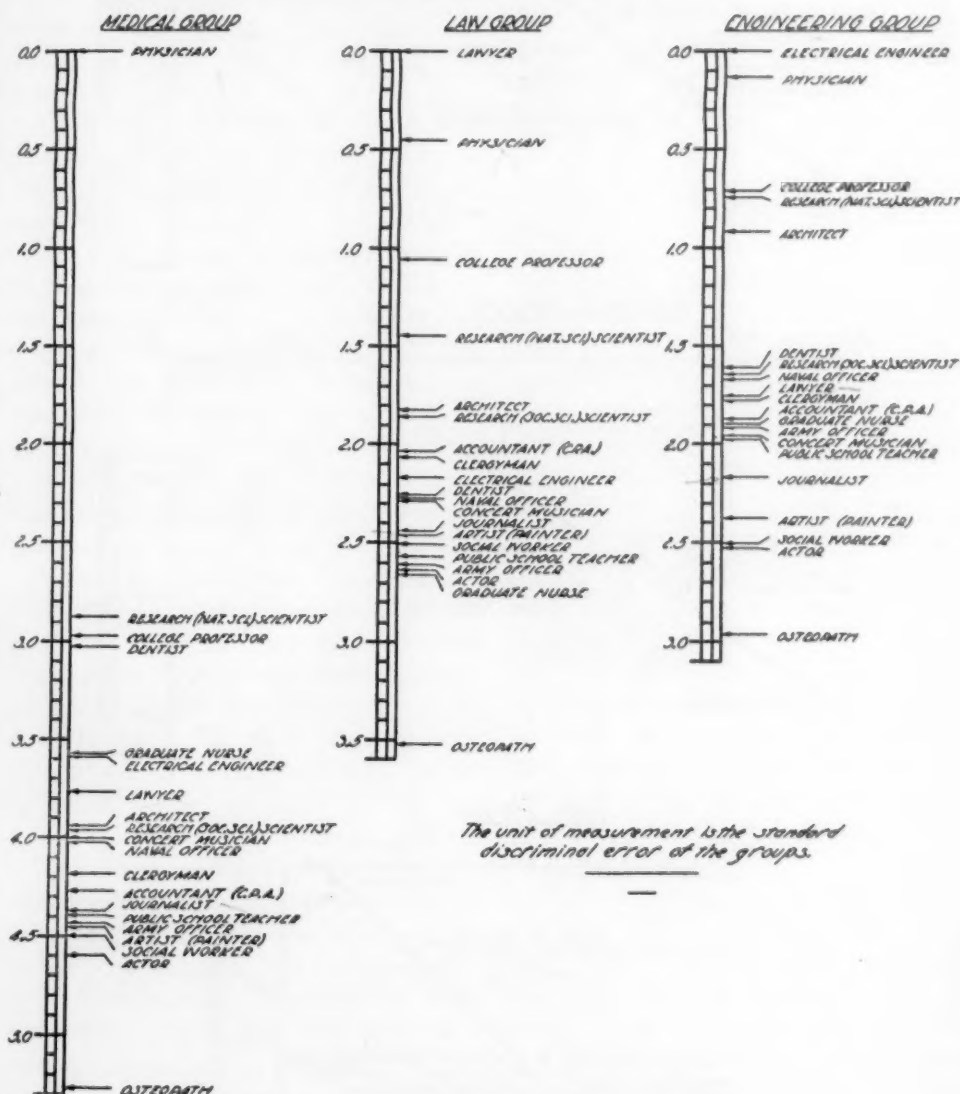 MEDICAL GROUP
0.0
PHYSICIAN
0.5
1.0
1.5
2.0
2.5
RESEARCH (NAT. SCI.) SCIENTIST
3.0
COLLEGE PROFESSOR
DENTIST
3.5
GRADUATE NURSE
ELECTRICAL ENGINEER
LAWYER
ARCHITECT
RESEARCH (SOC. SCI.) SCIENTIST
4.0
CONCERT MUSICIAN
NAVAL OFFICER
CLERGYMAN
ACCOUNTANT (C.P.A.)
JOURNALIST
PUBLIC SCHOOL TEACHER
ARMY OFFICER
4.5
ARTIST (PAINTER)
SOCIAL WORKER
ACTOR
5.0
OSTEOPATH
LAW GROUP
0.0
LAWYER
PHYSICIAN
0.5
1.0
COLLEGE PROFESSOR
RESEARCH (NAT. SCI.) SCIENTIST
1.5
ARCHITECT
RESEARCH (SOC. SCI.) SCIENTIST
2.0
ACCOUNTANT (C.P.A.)
CLERGYMAN
ELECTRICAL ENGINEER
DENTIST
NAVAL OFFICER
CONCERT MUSICIAN
JOURNALIST
ARTIST (PAINTER)
2.5
SOCIAL WORKER
PUBLIC SCHOOL TEACHER
ARMY OFFICER
ACTOR
GRADUATE NURSE
3.0
3.5
OSTEOPATH
ENGINEERING GROUP
0.0
ELECTRICAL ENGINEER
PHYSICIAN
0.5
COLLEGE PROFESSOR
RESEARCH (NAT. SCI.) SCIENTIST
ARCHITECT
1.0
1.5
DENTIST
RESEARCH (SOC. SCI.) SCIENTIST
NAVAL OFFICER
LAWYER
CLERGYMAN
ACCOUNTANT (C.P.A.)
GRADUATE NURSE
ARMY OFFICER
2.0
CONCERT MUSICIAN
PUBLIC SCHOOL TEACHER
JOURNALIST
ARTIST (PAINTER)
2.5
SOCIAL WORKER
ACTOR
3.0
OSTEOPATH
The unit of measurement is the standard
discriminal error of the groups.